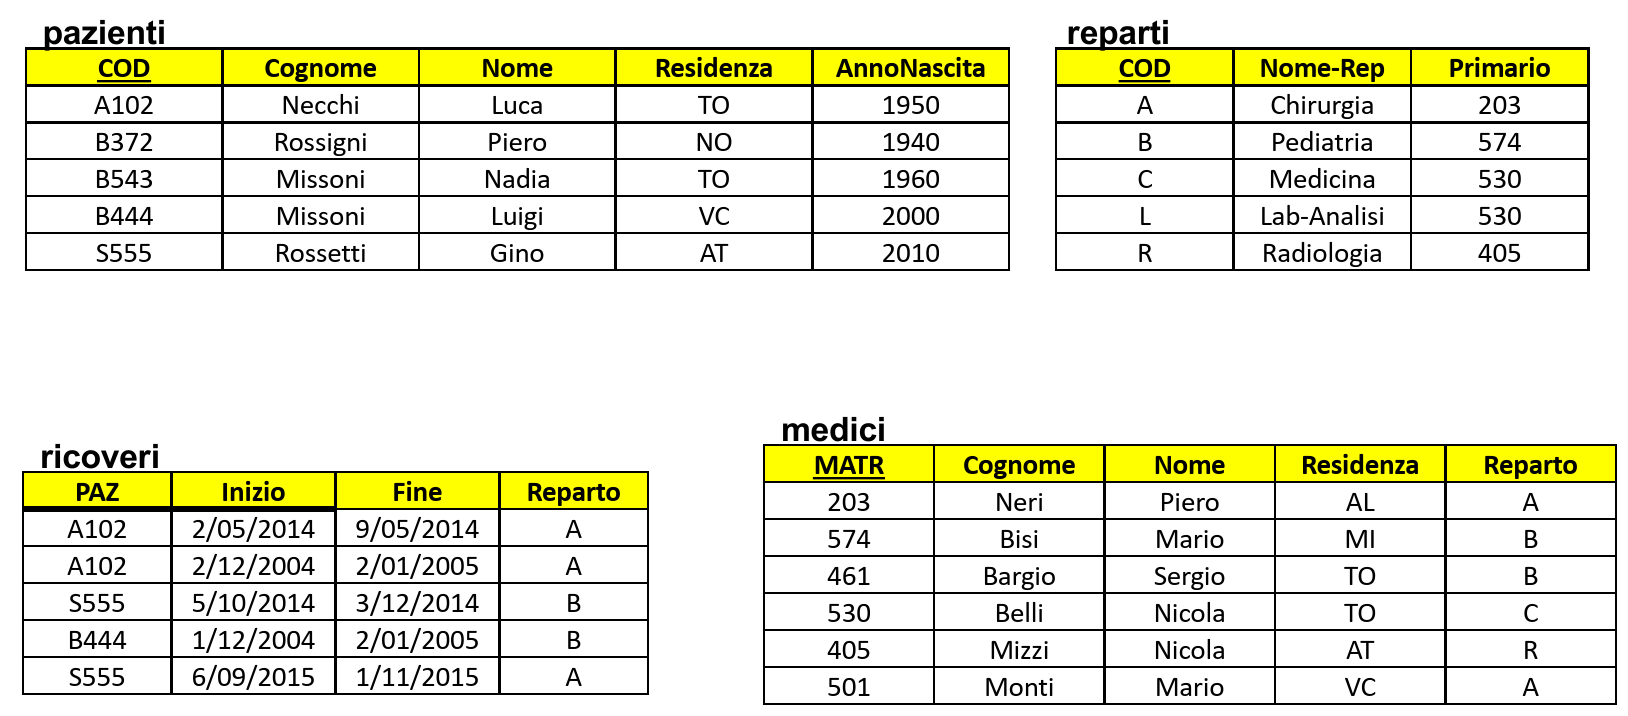 pazienti
COD Cognome Nome Residenza AnnoNascita
A102 Necchi Luca TO 1950
B372 Rossigni Piero NO 1940
B543 Missoni Nadia TO 1960
B444 Missoni Luigi VC 2000
S555 Rossetti Gino AT 2010
reparti
COD Nome-Rep Primario
A Chirurgia 203
B Pediatria 574
C Medicina 530
L Lab-Analisi 530
R Radiologia 405
ricoveri
PAZ Inizio Fine Reparto
A102 2/05/2014 9/05/2014 A
A102 2/12/2004 2/01/2005 A
S555 5/10/2014 3/12/2014 B
B444 1/12/2004 2/01/2005 B
S555 6/09/2015 1/11/2015 A
medici
MATR Cognome Nome Residenza Reparto
203 Neri Piero AL A
574 Bisi Mario MI B
461 Bargio Sergio TO B
530 Belli Nicola TO C
405 Mizzi Nicola AT R
501 Monti Mario VC A